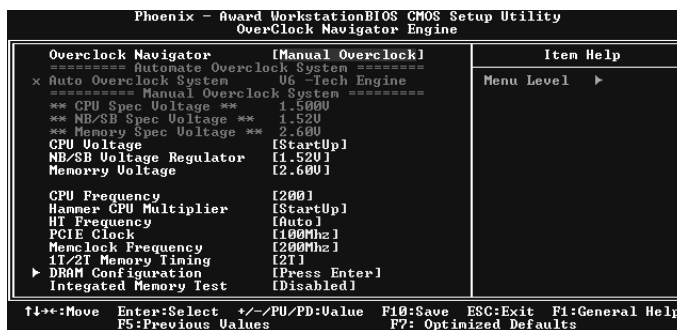 Phoenix - Award WorkstationBIOS CMOS Setup Utility
OverClock Navigator Engine
Overclock Navigator [Manual Overclock]
========= Automate Overclock System ========
x Auto Overclock System V6 -Tech Engine
========== Manual Overclock System =========
** CPU Spec Voltage ** 1.500V
** NB/SB Spec Voltage ** 1.52V
** Memory Spec Voltage ** 2.60V
CPU Voltage [StartUp]
NB/SB Voltage Regulator [1.52V]
Memorry Voltage [2.60V]
CPU Frequency [200]
Hammer CPU Multiplier [StartUp]
HT Frequency [Auto]
PCIE Clock [100Mhz]
Memclock Frequency [200Mhz]
1T/2T Memory Timing [2T]
▶ DRAM Configuration [Press Enter]
Integated Memory Test [Disabled]
Item Help
Menu Level ▶
↑↓→←:Move Enter:Select +/-/PU/PD:Value F10:Save ESC:Exit F1:General Help
F5:Previous Values F7: Optimized Defaults